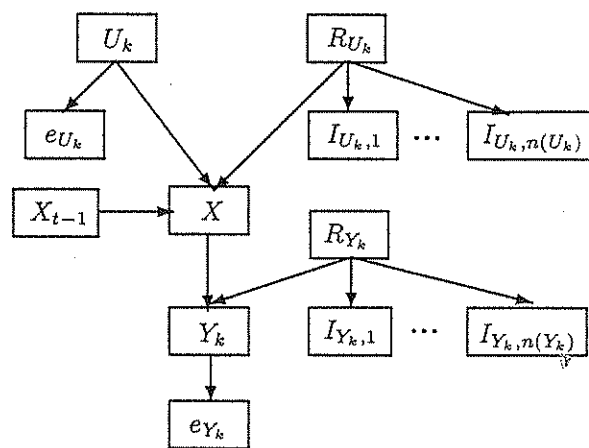 U_k R_{U_k}
e_{U_k} I_{U_k,1} ... I_{U_k,n(U_k)}
X_{t-1} X R_{Y_k}
Y_k I_{Y_k,1} ... I_{Y_k,n(Y_k)}
e_{Y_k}